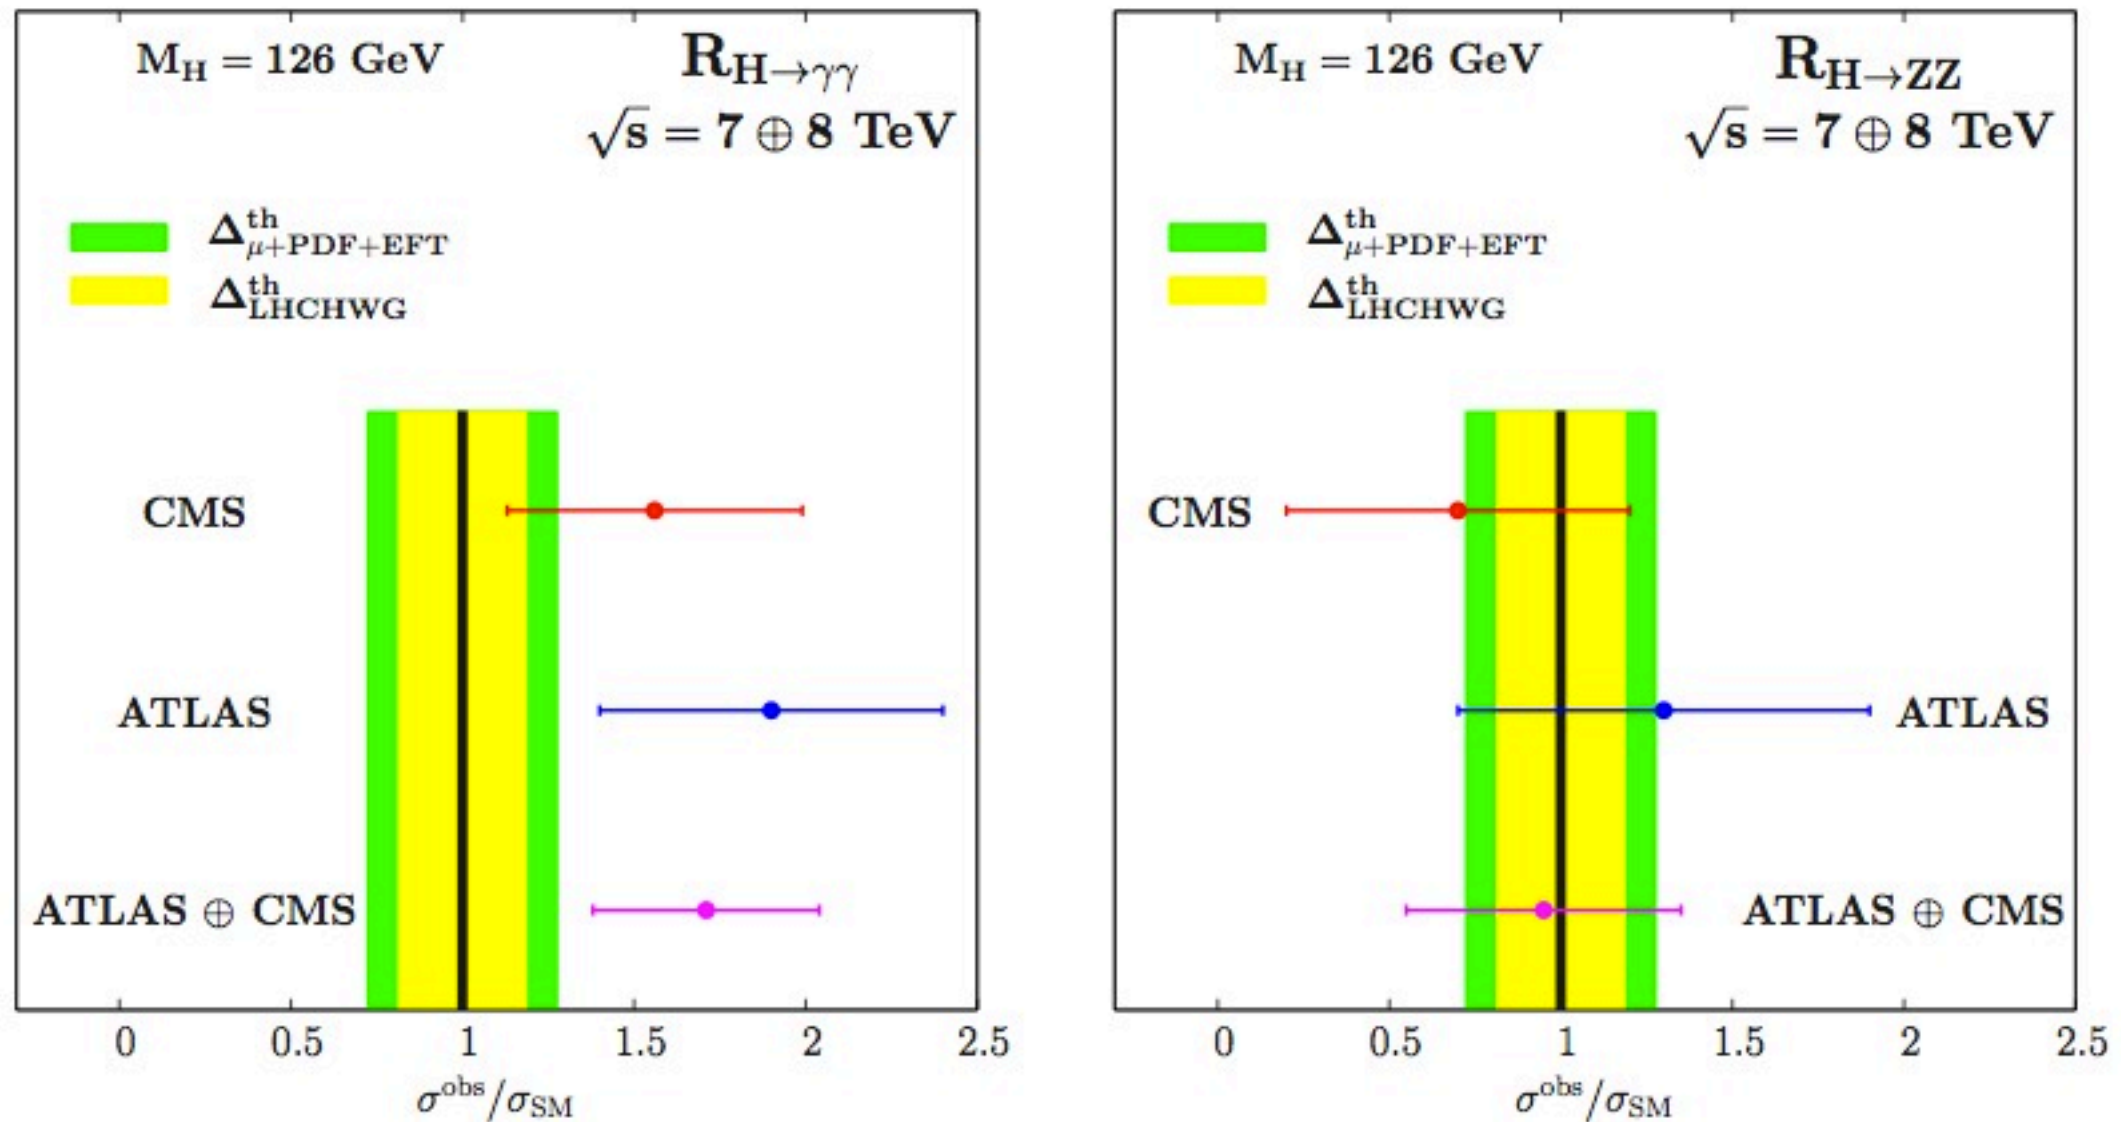 M_H = 126 GeV
R_H→γγ
√s = 7 ⊕ 8 TeV
Δ^th_μ+PDF+EFT
Δ^th_LHCHWG
CMS
ATLAS
ATLAS ⊕ CMS
0 0.5 1 1.5 2 2.5
σ^obs/σ_SM
M_H = 126 GeV
R_H→ZZ
√s = 7 ⊕ 8 TeV
Δ^th_μ+PDF+EFT
Δ^th_LHCHWG
CMS
ATLAS
ATLAS ⊕ CMS
0 0.5 1 1.5 2 2.5
σ^obs/σ_SM